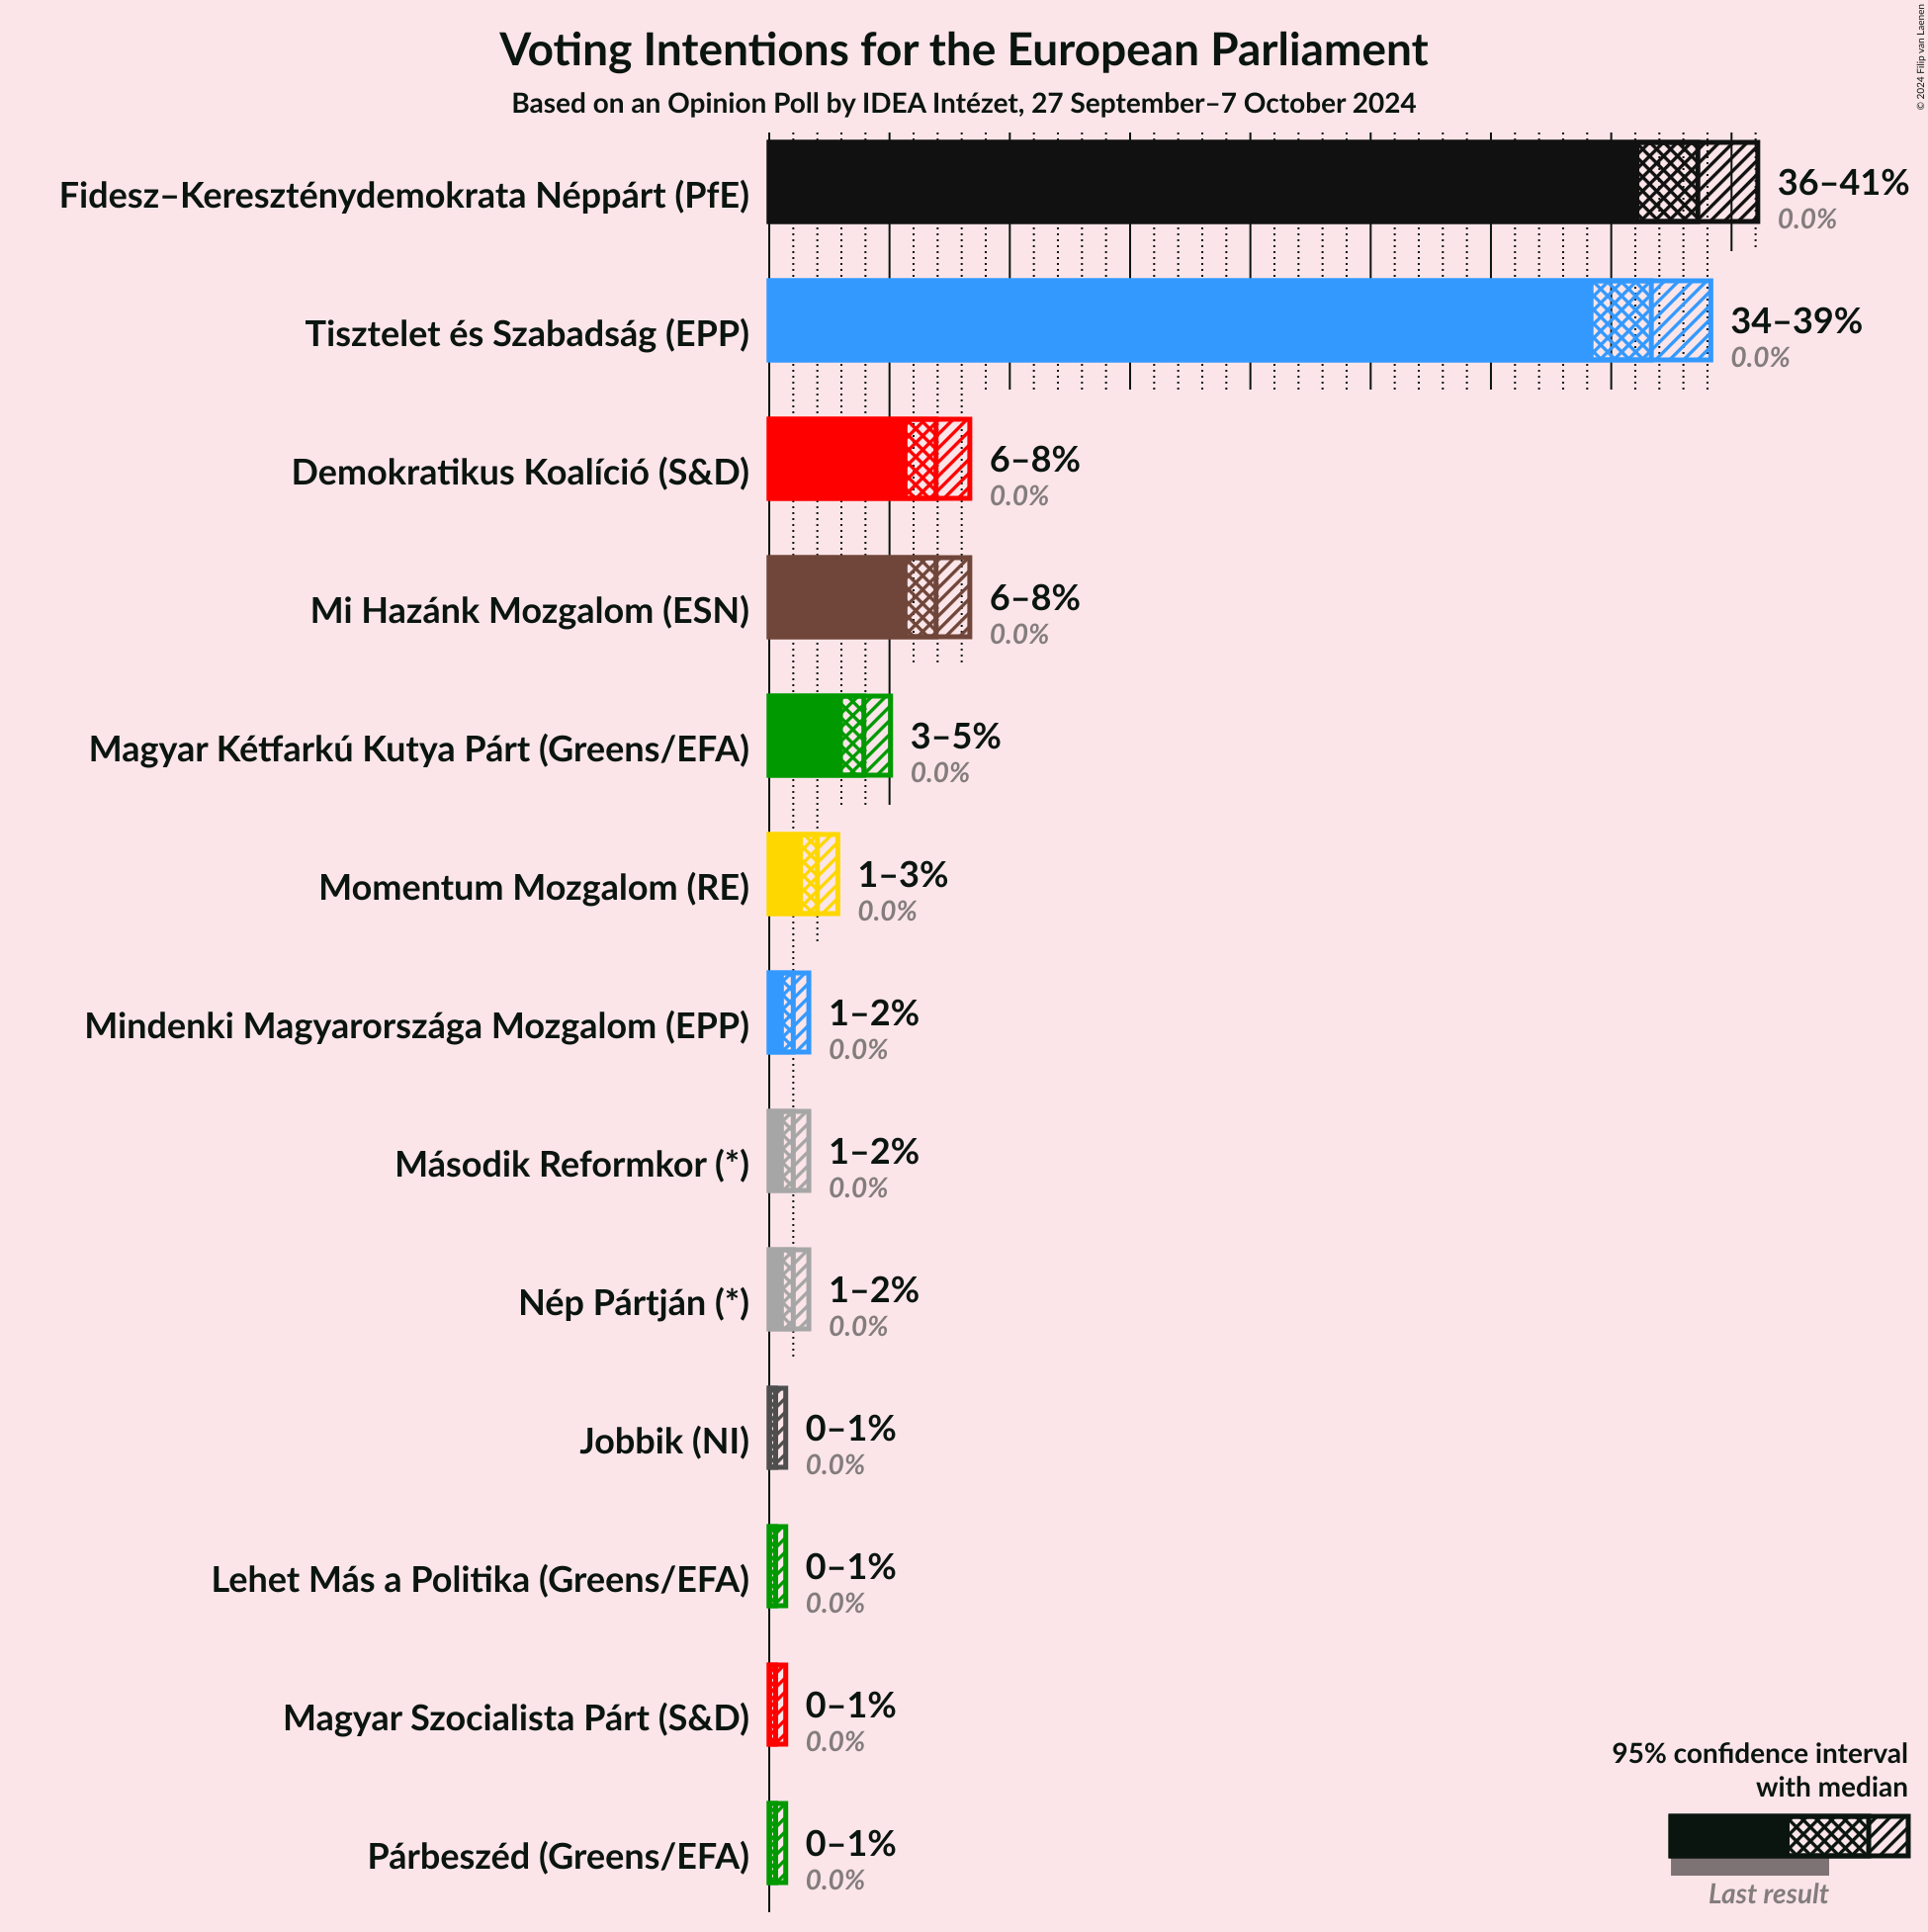 Voting Intentions for the European Parliament
Based on an Opinion Poll by IDEA Intézet, 27 September–7 October 2024
© 2024 Filip van Laenen
Fidesz–Kereszténydemokrata Néppárt (PfE)
36–41%
0.0%
Tisztelet és Szabadság (EPP)
34–39%
0.0%
Demokratikus Koalíció (S&D)
6–8%
0.0%
Mi Hazánk Mozgalom (ESN)
6–8%
0.0%
Magyar Kétfarkú Kutya Párt (Greens/EFA)
3–5%
0.0%
Momentum Mozgalom (RE)
1–3%
0.0%
Mindenki Magyarországa Mozgalom (EPP)
1–2%
0.0%
Második Reformkor (*)
1–2%
0.0%
Nép Pártján (*)
1–2%
0.0%
Jobbik (NI)
0–1%
0.0%
Lehet Más a Politika (Greens/EFA)
0–1%
0.0%
Magyar Szocialista Párt (S&D)
0–1%
0.0%
Párbeszéd (Greens/EFA)
0–1%
0.0%
95% confidence interval
with median
Last result